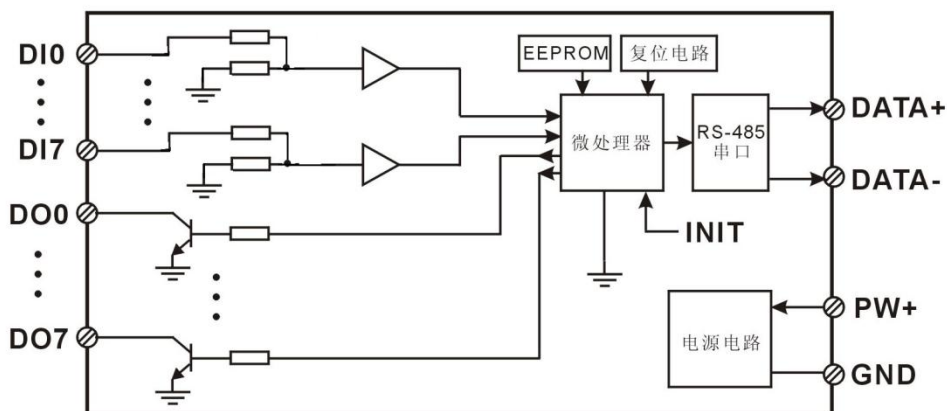 DI0
DI7
DO0
DO7
EEPROM
复位电路
微处理器
RS-485
串口
INIT
电源电路
DATA+
DATA-
PW+
GND